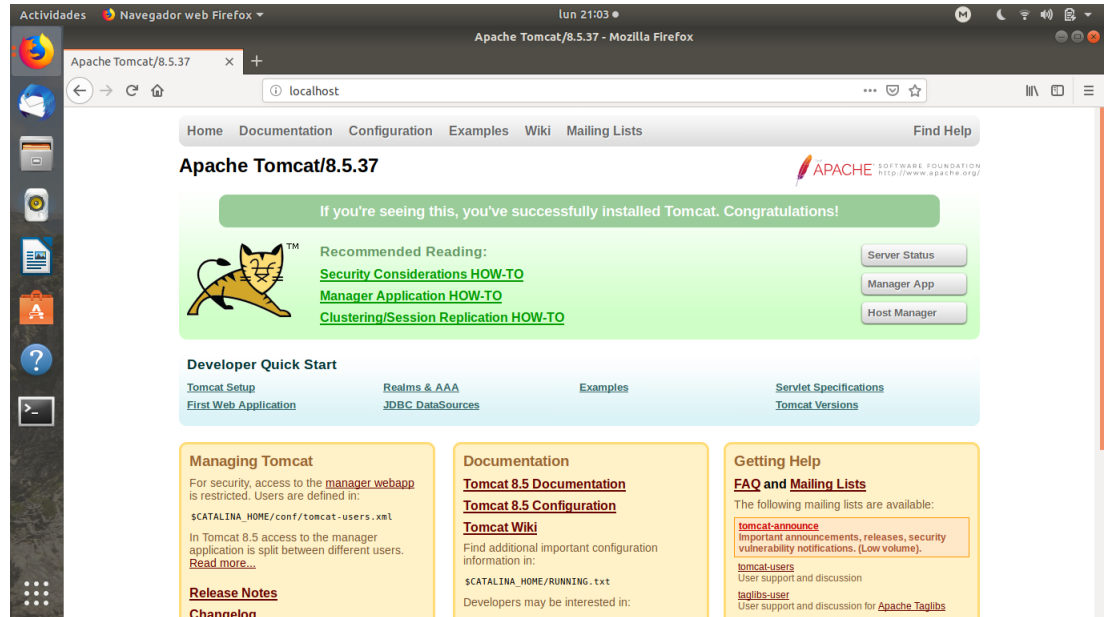 Actividades Navegador web Firefox lun 21:03
Apache Tomcat/8.5.37 - Mozilla Firefox
Apache Tomcat/8.5.37
localhost
Home Documentation Configuration Examples Wiki Mailing Lists Find Help
Apache Tomcat/8.5.37
APACHE SOFTWARE FOUNDATION
http://www.apache.org/
If you're seeing this, you've successfully installed Tomcat. Congratulations!
TM
Recommended Reading:
Security Considerations HOW-TO
Manager Application HOW-TO
Clustering/Session Replication HOW-TO
Server Status
Manager App
Host Manager
Developer Quick Start
Tomcat Setup
First Web Application
Realms & AAA
JDBC DataSources
Examples
Servlet Specifications
Tomcat Versions
Managing Tomcat
For security, access to the manager webapp
is restricted. Users are defined in:
$CATALINA_HOME/conf/tomcat-users.xml
In Tomcat 8.5 access to the manager
application is split between different users.
Read more...
Release Notes
Changelog
Documentation
Tomcat 8.5 Documentation
Tomcat 8.5 Configuration
Tomcat Wiki
Find additional important configuration
information in:
$CATALINA_HOME/RUNNING.txt
Developers may be interested in:
Getting Help
FAQ and Mailing Lists
The following mailing lists are available:
tomcat-announce
Important announcements, releases, security
vulnerability notifications. (Low volume).
tomcat-users
User support and discussion
taglibs-user
User support and discussion for Apache Taglibs